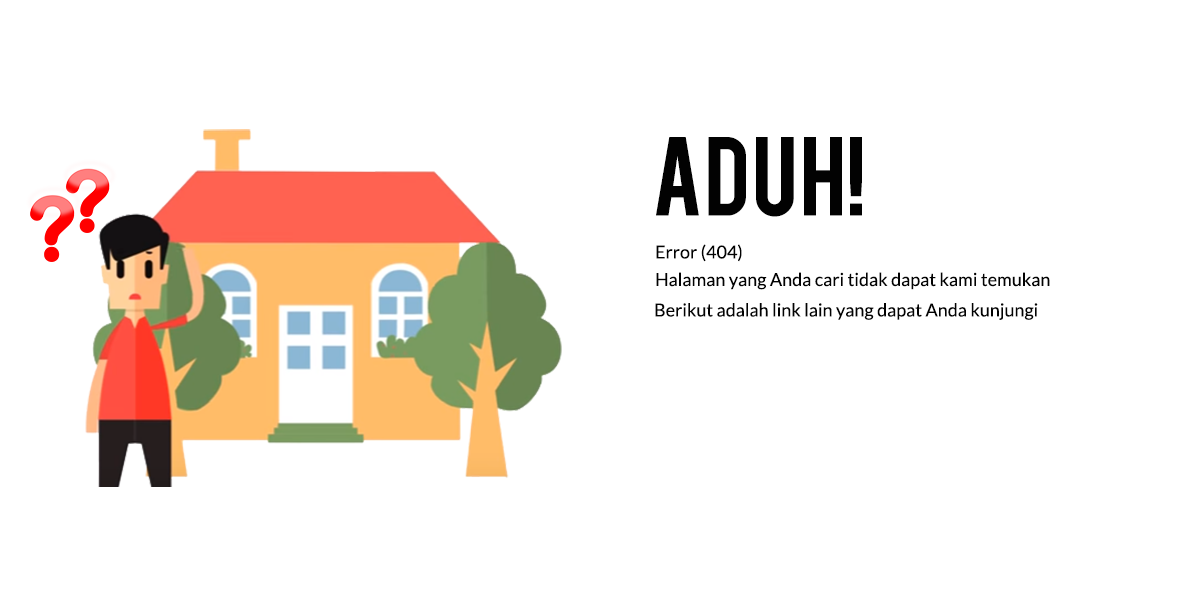 ADUH!
Error (404)
Halaman yang Anda cari tidak dapat kami temukan
Berikut adalah link lain yang dapat Anda kunjungi